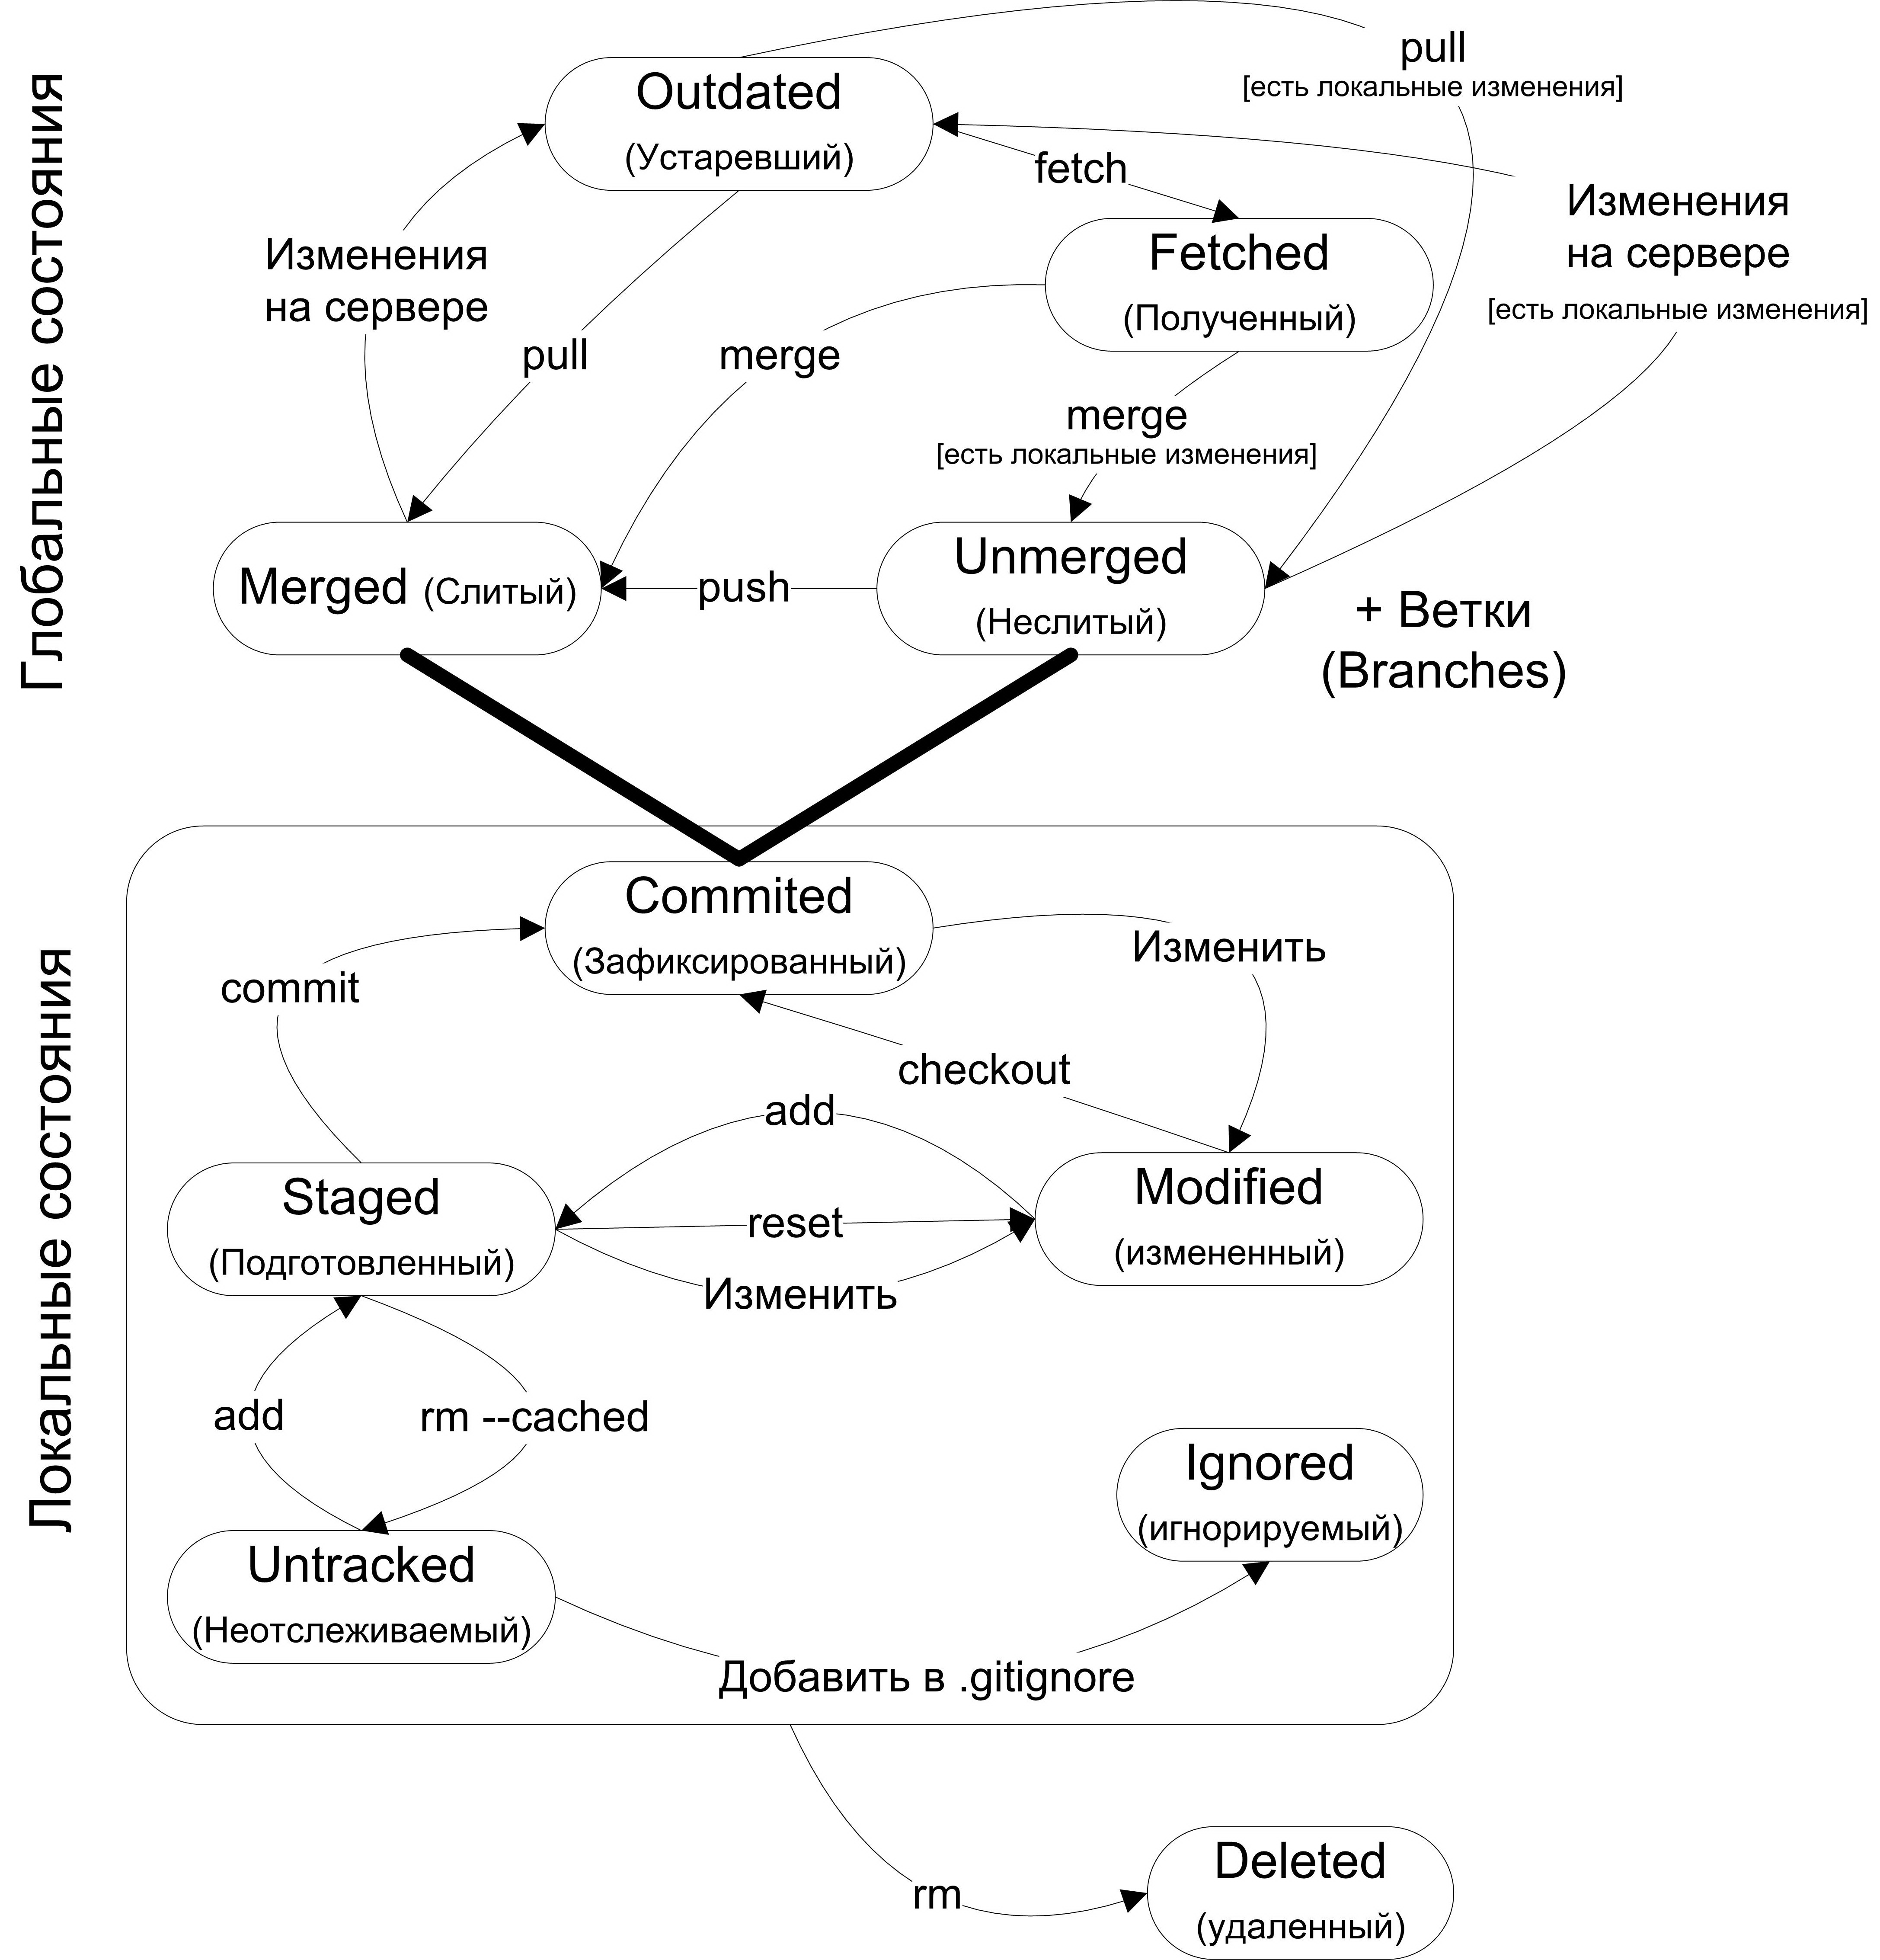 Глобальные состояния
Outdated
(Устаревший)
pull
[есть локальные изменения]
fetch
Изменения
на сервере
Изменения
на сервере
[есть локальные изменения]
Fetched
(Полученный)
pull
merge
merge
[есть локальные изменения]
Merged (Слитый)
push
Unmerged
(Неслитый)
+ Ветки
(Branches)
Локальные состояния
Commited
(Зафиксированный)
Изменить
commit
checkout
add
Staged
(Подготовленный)
reset
Modified
(измененный)
Изменить
add
rm --cached
Ignored
(игнорируемый)
Untracked
(Неотслеживаемый)
Добавить в .gitignore
rm
Deleted
(удаленный)